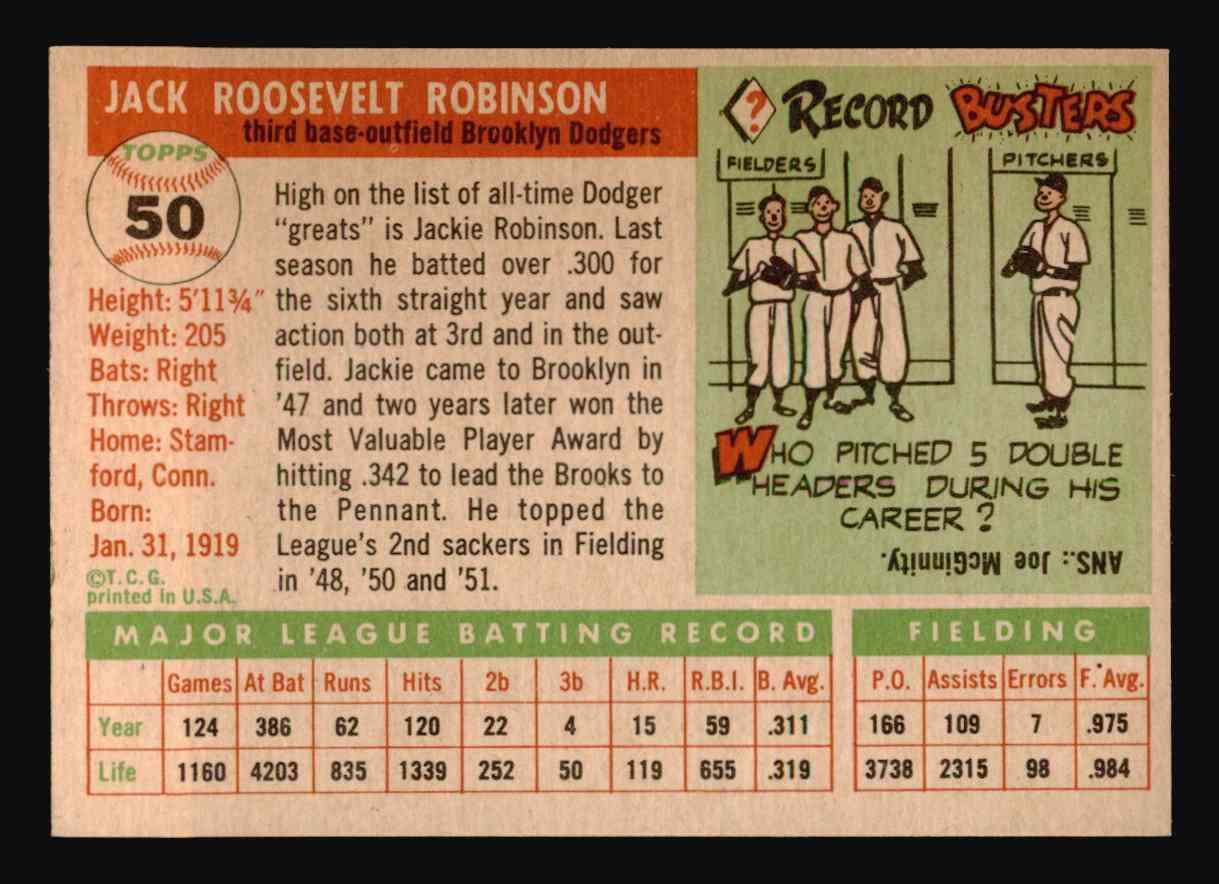 JACK ROOSEVELT ROBINSON
third base-outfield Brooklyn Dodgers
TOPPS
50
Height: 5'11¾"
Weight: 205
Bats: Right
Throws: Right
Home: Stam-
ford, Conn.
Born:
Jan. 31, 1919
©T.C.G.
printed in U.S.A.
High on the list of all-time Dodger
"greats" is Jackie Robinson. Last
season he batted over .300 for
the sixth straight year and saw
action both at 3rd and in the out-
field. Jackie came to Brooklyn in
'47 and two years later won the
Most Valuable Player Award by
hitting .342 to lead the Brooks to
the Pennant. He topped the
League's 2nd sackers in Fielding
in '48, '50 and '51.
? RECORD BUSTERS
FIELDERS
PITCHERS
WHO PITCHED 5 DOUBLE
HEADERS DURING HIS
CAREER?
ANS.: Joe McGinnity.
MAJOR LEAGUE BATTING RECORD
Games At Bat Runs Hits 2b 3b H.R. R.B.I. B. Avg.
Year 124 386 62 120 22 4 15 59 .311
Life 1160 4203 835 1339 252 50 119 655 .319
FIELDING
P.O. Assists Errors F. Avg.
166 109 7 .975
3738 2315 98 .984